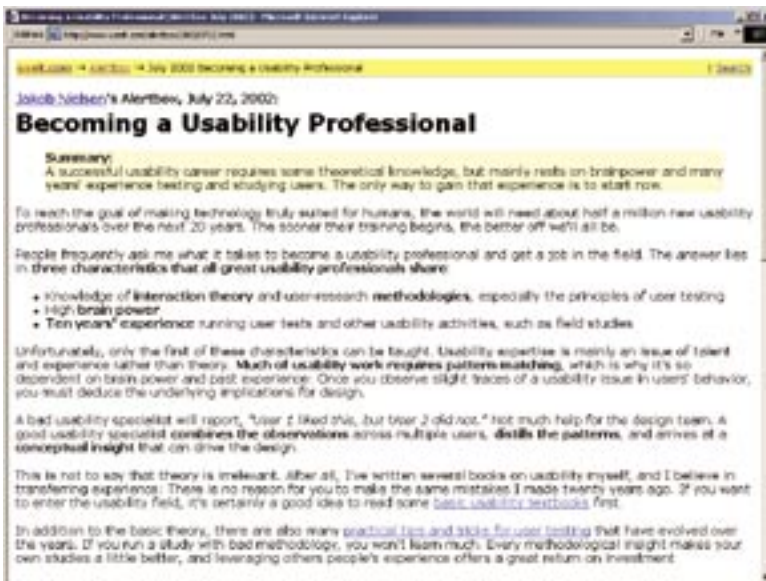 Becoming a Usability Professional (Alertbox July 2002) - Microsoft Internet Explorer
useit.com → Alertbox → July 2002 Becoming a Usability Professional | Search
Jakob Nielsen's Alertbox, July 22, 2002:
Becoming a Usability Professional
Summary:
A successful usability career requires some theoretical knowledge, but mainly rests on brainpower and many
years' experience testing and studying users. The only way to gain that experience is to start now.
To reach the goal of making technology truly suited for humans, the world will need about half a million new usability
professionals over the next 20 years. The sooner their training begins, the better off we'll all be.
People frequently ask me what it takes to become a usability professional and get a job in the field. The answer lies
in three characteristics that all great usability professionals share:
• Knowledge of interaction theory and user-research methodologies, especially the principles of user testing
• High brain power
• Ten years' experience running user tests and other usability activities, such as field studies
Unfortunately, only the first of these characteristics can be taught. Usability expertise is mainly an issue of talent
and experience rather than theory. Much of usability work requires pattern matching, which is why it's so
dependent on brain power and past experience: Once you observe slight traces of a usability issue in users' behavior,
you must deduce the underlying implications for design.
A bad usability specialist will report, "User 1 liked this, but User 2 did not." Not much help for the design team. A
good usability specialist combines the observations across multiple users, distills the patterns, and arrives at a
conceptual insight that can drive the design.
This is not to say that theory is irrelevant. After all, I've written several books on usability myself, and I believe in
transferring experience: There is no reason for you to make the same mistakes I made twenty years ago. If you want
to enter the usability field, it's certainly a good idea to read some basic usability textbooks first.
In addition to the basic theory, there are also many practical tips and tricks for user testing that have evolved over
the years. If you run a study with bad methodology, you won't learn much. Every methodological insight makes your
own studies a little better, and leveraging others people's experience offers a great return on investment